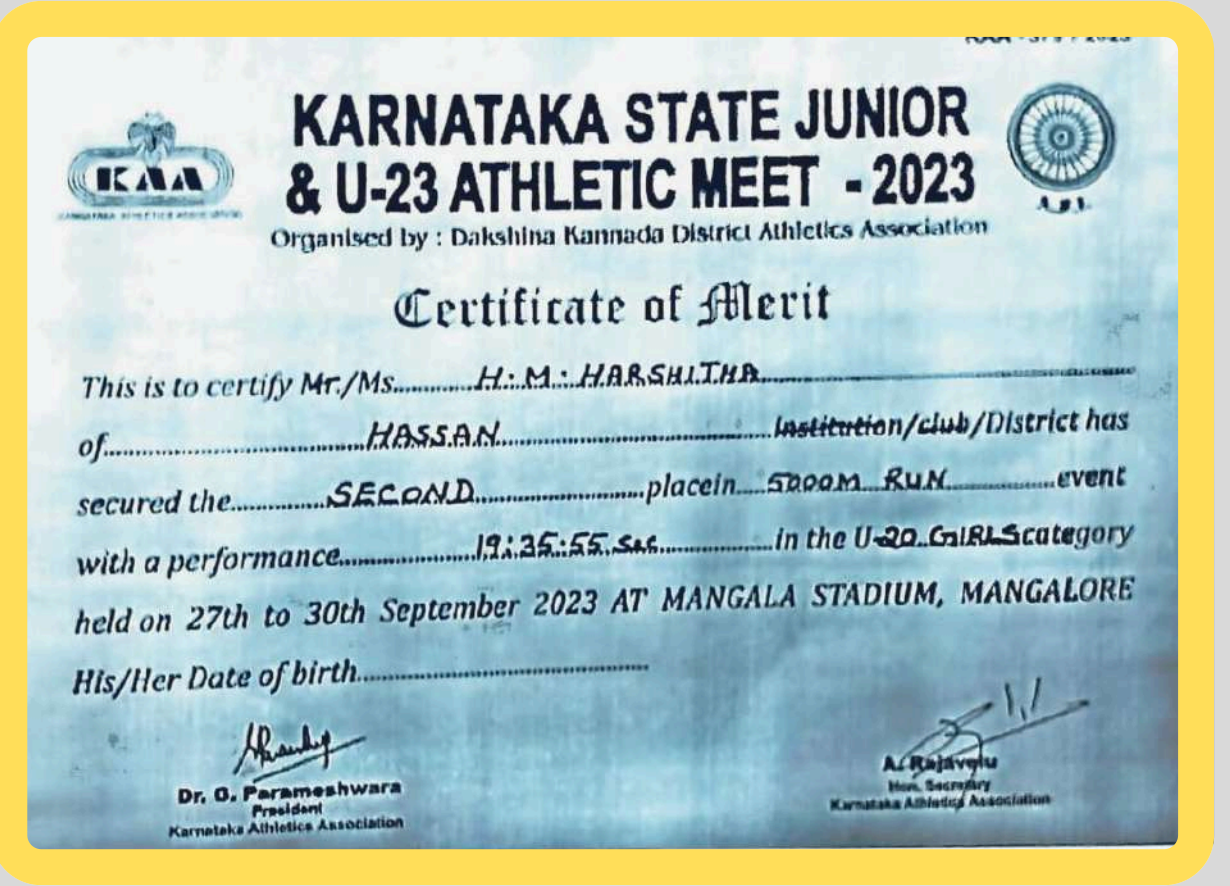 KARNATAKA STATE JUNIOR
& U-23 ATHLETIC MEET - 2023
Organised by : Dakshina Kannada District Athletics Association
KAA
KARNATAKA ATHLETICS ASSOCIATION
Certificate of Merit
This is to certify Mr./Ms............H.M.HARSHITHA..........
of..........HASSAN..........Institution/club/District has
secured the..........SECOND..........placein....5000M RUN..........event
with a performance..........19:35:55 Sec..........in the U-20 GIRLS category
held on 27th to 30th September 2023 AT MANGALA STADIUM, MANGALORE
His/Her Date of birth..........
Dr. G. Parameshwara
President
Karnataka Athletics Association
A. Rajavelu
Hon. Secretary
Karnataka Athletics Association